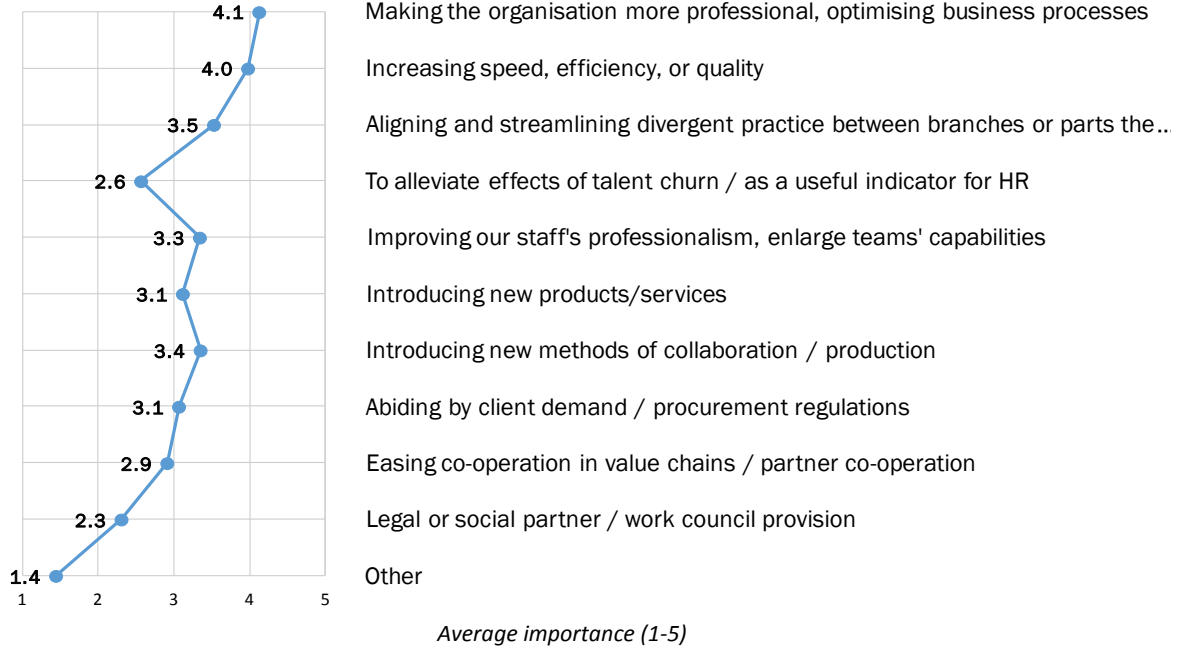 4.1 Making the organisation more professional, optimising business processes
4.0 Increasing speed, efficiency, or quality
3.5 Aligning and streamlining divergent practice between branches or parts the...
2.6 To alleviate effects of talent churn / as a useful indicator for HR
3.3 Improving our staff's professionalism, enlarge teams' capabilities
3.1 Introducing new products/services
3.4 Introducing new methods of collaboration / production
3.1 Abiding by client demand / procurement regulations
2.9 Easing co-operation in value chains / partner co-operation
2.3 Legal or social partner / work council provision
1.4 Other
1 2 3 4 5
Average importance (1-5)